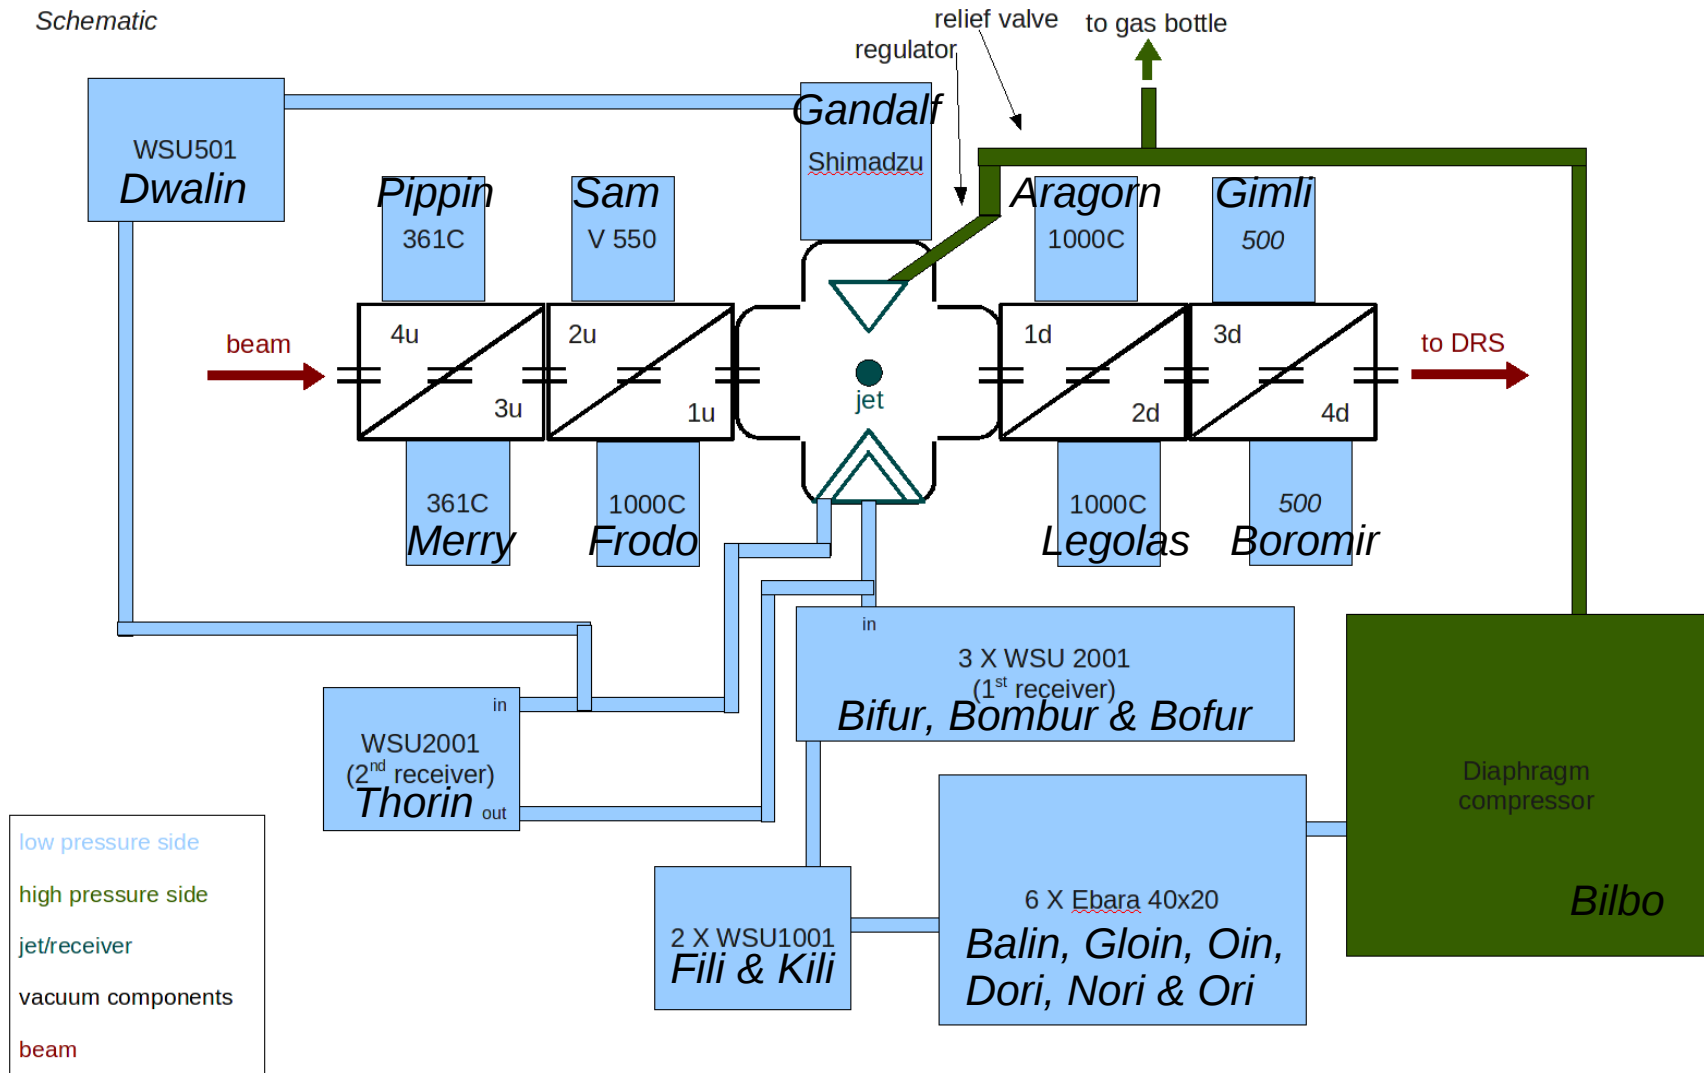 Schematic
relief valve
to gas bottle
regulator
Gandalf
Shimadzu
WSU501
Dwalin
Pippin
361C
Sam
V 550
Aragorn
1000C
Gimli
500
beam
4u
3u
2u
1u
jet
1d
2d
3d
4d
to DRS
361C
Merry
1000C
Frodo
1000C
Legolas
500
Boromir
in
3 X WSU 2001
(1st receiver)
Bifur, Bombur & Bofur
in
WSU2001
(2nd receiver)
Thorin
out
Diaphragm
compressor
Bilbo
6 X Ebara 40x20
Balin, Gloin, Oin,
Dori, Nori & Ori
2 X WSU1001
Fili & Kili
low pressure side
high pressure side
jet/receiver
vacuum components
beam